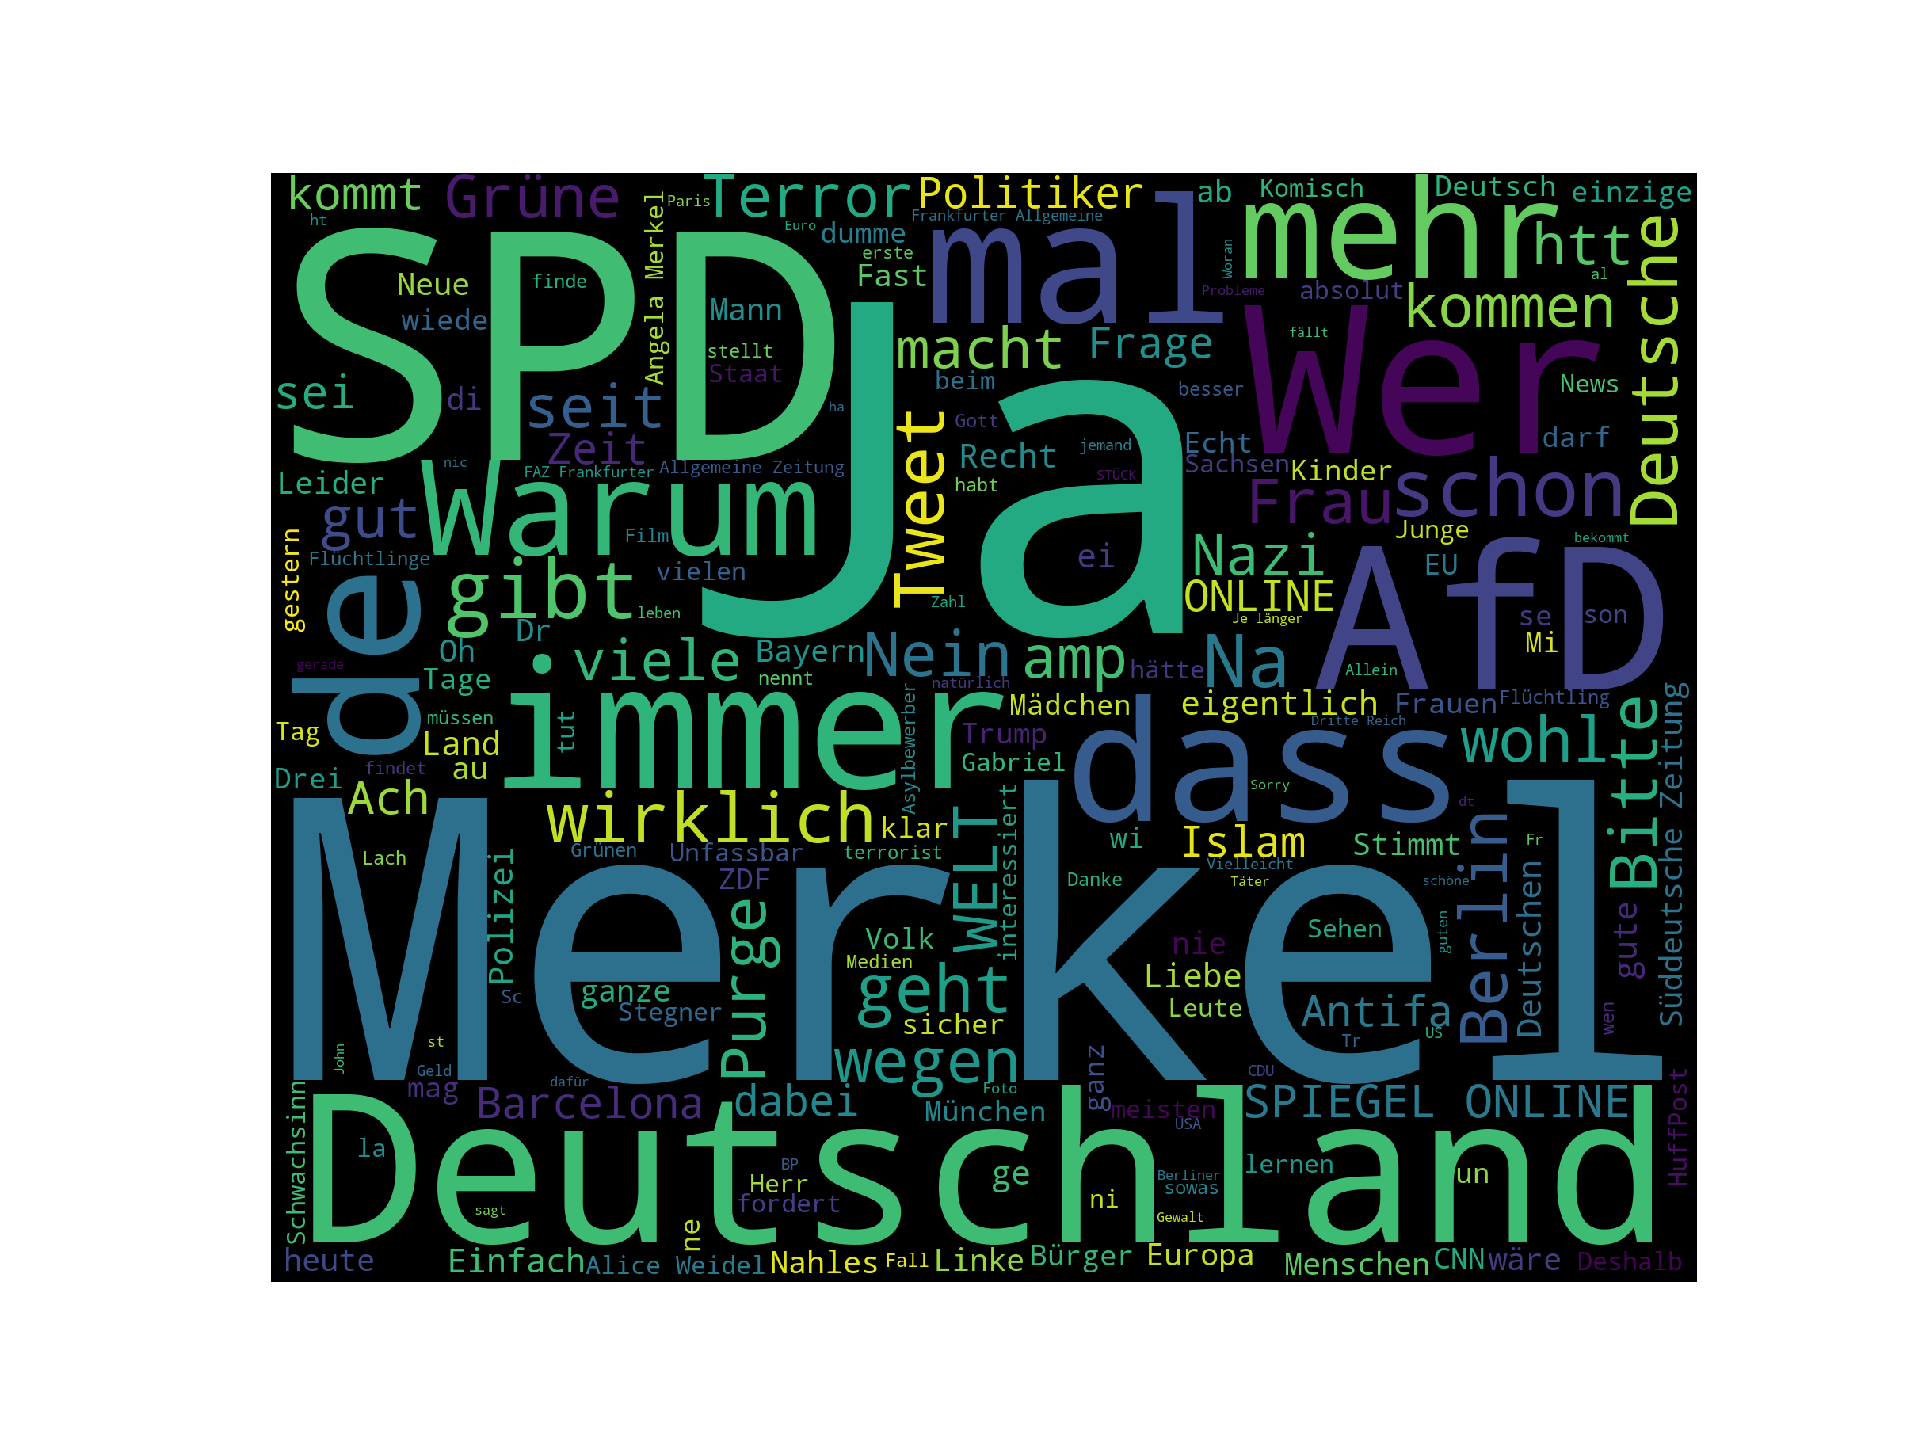 kommt
Grüne
Terror
Politiker
ab
Komisch
Deutsch
einzige
ht
Paris
Frankfurter Allgemeine
Angela Merkel
Euro
dumme
SPD
mal
mehr
htt
Deutsche
Woran
erste
Fast
al
Neue
finde
Probleme
absolut
kommen
wiede
Mann
Ja
Wer
fällt
macht
Frage
stellt
Staat
beim
besser
News
sei
di
seit
ha
Tweet
Gott
Zeit
Recht
jemand
Echt
darf
nic
FAZ Frankfurter
Allgemeine Zeitung
Sachsen
Kinder
Leider
Warum
habt
STÜCK
Frau
schon
gut
Film
Junge
gestern
Flüchtlinge
vielen
ei
Nazi
AfD
bekommt
EU
de
gibt
leben
Zahl
ONLINE
Je länger
se
son
Oh
Dr
viele
Bayern
Nein
amp
hätte
Na
Mi
gerade
Tage
nennt
natürlich
Allein
immer
Mädchen
eigentlich
Frauen
Flüchtling
Bitte
Süddeutsche Zeitung
Tag
müssen
Land
tut
Asylbewerber
Trump
dass
Dritte Reich
wohl
Drei
findet
au
Gabriel
Sorry
Ach
wirklich
klar
WELT
interessiert
dt
Merkel
Lach
Grünen
Unfassbar
terrorist
wi
Islam
Stimmt
Berlin
Fr
Polizei
ZDF
Danke
Vielleicht
Täter
schöne
Deutschen
Purge
Volk
Medien
nie
Sehen
guten
gute
Sc
ganze
Stegner
geht
Liebe
Leute
Antifa
wen
sicher
US
John
st
Geld
wegen
Tr
mag
dafür
ganz
CDU
Schwachsinn
Barcelona
dabei
Foto
München
meisten
USA
SPIEGEL ONLINE
HuffPost
Deutschland
la
BP
Herr
fordert
ge
ni
Berliner
sowas
lernen
un
sagt
ne
Gewalt
heute
Einfach
Alice Weidel
Nahles
Fall
Linke
Bürger
Europa
Menschen
CNN
wäre
Deshalb